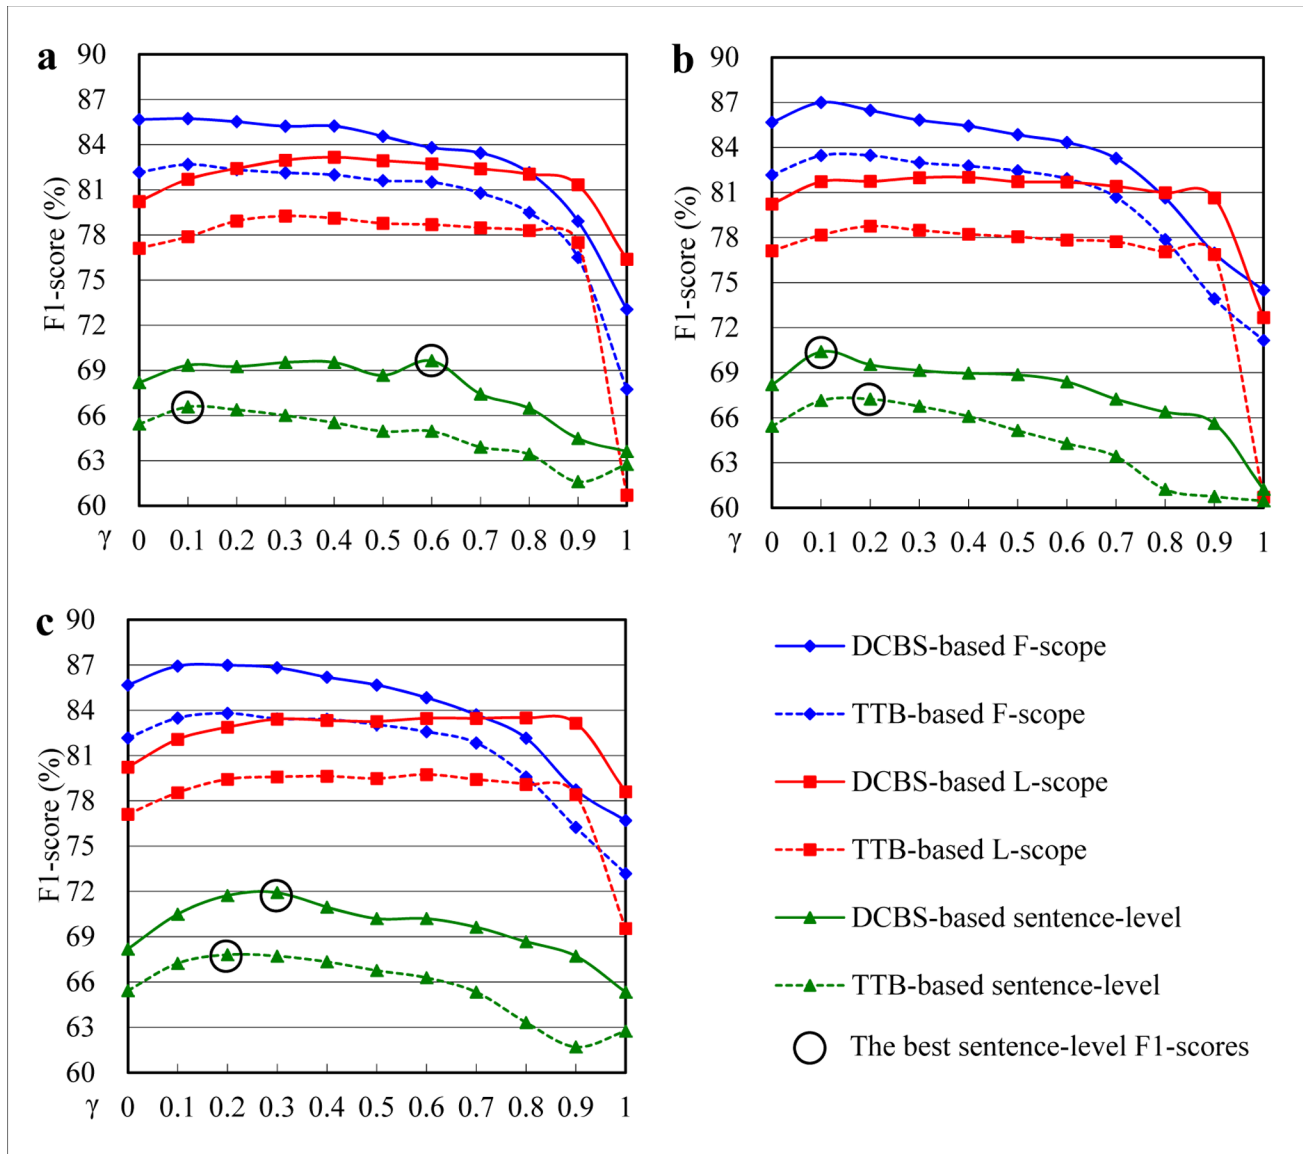 a
90
87
84
81
78
75
72
69
66
63
60
F1-score (%)
γ 0 0.1 0.2 0.3 0.4 0.5 0.6 0.7 0.8 0.9 1
b
90
87
84
81
78
75
72
69
66
63
60
F1-score (%)
γ 0 0.1 0.2 0.3 0.4 0.5 0.6 0.7 0.8 0.9 1
c
90
87
84
81
78
75
72
69
66
63
60
F1-score (%)
γ 0 0.1 0.2 0.3 0.4 0.5 0.6 0.7 0.8 0.9 1
DCBS-based F-scope
TTB-based F-scope
DCBS-based L-scope
TTB-based L-scope
DCBS-based sentence-level
TTB-based sentence-level
The best sentence-level F1-scores